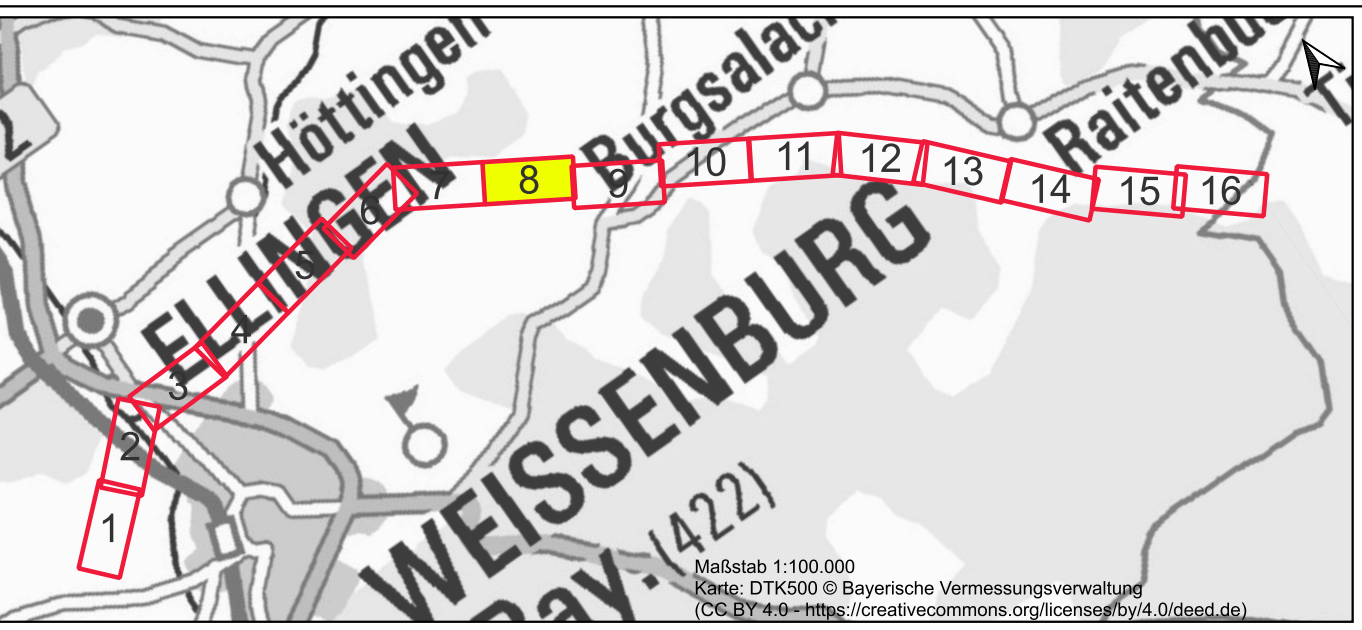 Höttingen
Burgsalach
Raitenbu
2
ELLINGEN
WEISSENBURG
Bay. (422)
1
2
3
4
5
6
7
8
9
10
11
12
13
14
15
16
Maßstab 1:100.000
Karte: DTK500 © Bayerische Vermessungsverwaltung
(CC BY 4.0 - https://creativecommons.org/licenses/by/4.0/deed.de)